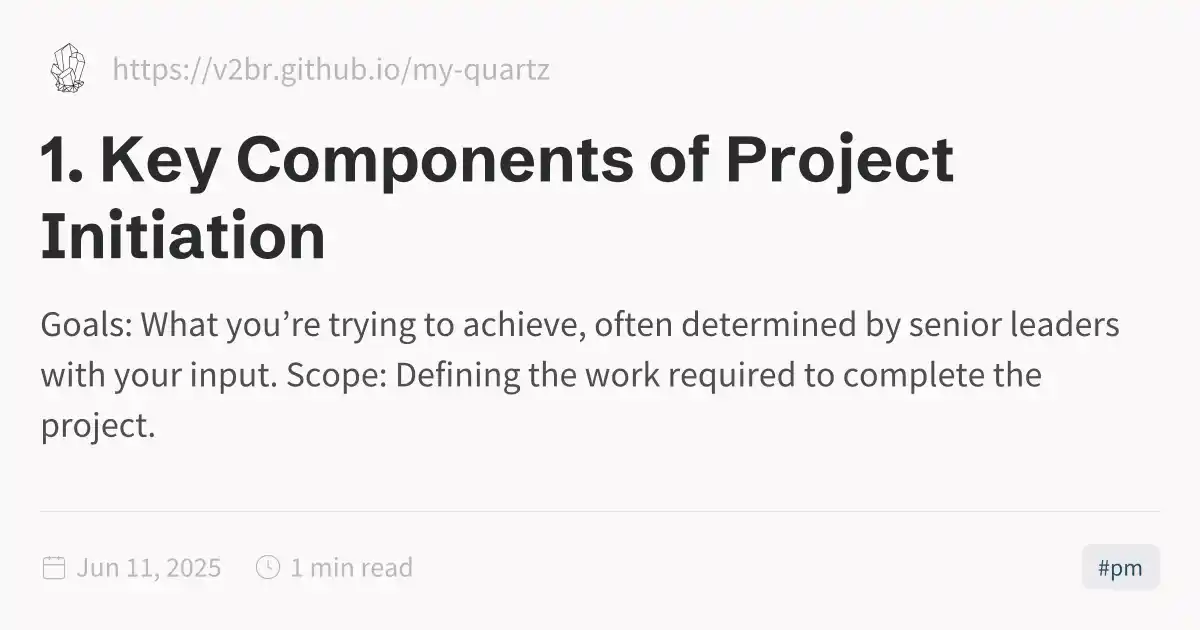 https://v2br.github.io/my-quartz
1. Key Components of Project
Initiation
Goals: What you’re trying to achieve, often determined by senior leaders
with your input. Scope: Defining the work required to complete the
project.
Jun 11, 2025 1 min read #pm